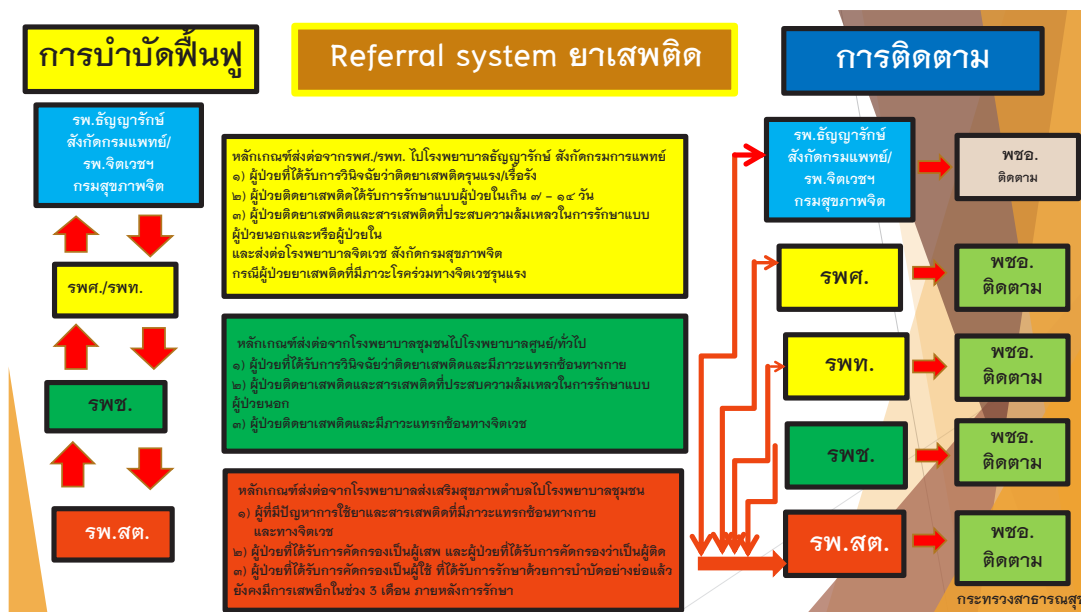 การบำบัดฟื้นฟู
Referral system ยาเสพติด
การติดตาม
รพ.ธัญญารักษ์
สังกัดกรมแพทย์/
รพ.จิตเวชฯ
กรมสุขภาพจิต
รพศ./รพท.
รพช.
รพ.สต.
หลักเกณฑ์ส่งต่อจากรพศ./รพท. ไปโรงพยาบาลธัญญารักษ์ สังกัดกรมการแพทย์
๑) ผู้ป่วยที่ได้รับการวินิจฉัยว่าติดยาเสพติดรุนแรง/เรื้อรัง
๒) ผู้ป่วยติดยาเสพติดได้รับการรักษาแบบผู้ป่วยในเกิน ๗ – ๑๔ วัน
๓) ผู้ป่วยติดยาเสพติดและสารเสพติดที่ประสบความล้มเหลวในการรักษาแบบ
ผู้ป่วยนอกและหรือผู้ป่วยใน
และส่งต่อโรงพยาบาลจิตเวช สังกัดกรมสุขภาพจิต
กรณีผู้ป่วยยาเสพติดที่มีภาวะโรคร่วมทางจิตเวชรุนแรง
หลักเกณฑ์ส่งต่อจากโรงพยาบาลชุมชนไปโรงพยาบาลศูนย์/ทั่วไป
๑) ผู้ป่วยที่ได้รับการวินิจฉัยว่าติดยาเสพติดและมีภาวะแทรกซ้อนทางกาย
๒) ผู้ป่วยติดยาเสพติดและสารเสพติดที่ประสบความล้มเหลวในการรักษาแบบ
ผู้ป่วยนอก
๓) ผู้ป่วยติดยาเสพติดและมีภาวะแทรกซ้อนทางจิตเวช
หลักเกณฑ์ส่งต่อจากโรงพยาบาลส่งเสริมสุขภาพตำบลไปโรงพยาบาลชุมชน
๑) ผู้ที่มีปัญหาการใช้ยาและสารเสพติดที่มีภาวะแทรกซ้อนทางกาย
และทางจิตเวช
๒) ผู้ป่วยที่ได้รับการคัดกรองเป็นผู้เสพ และผู้ป่วยที่ได้รับการคัดกรองว่าเป็นผู้ติด
๓) ผู้ป่วยที่ได้รับการคัดกรองเป็นผู้ใช้ ที่ได้รับการรักษาด้วยการบำบัดอย่างย่อแล้ว
ยังคงมีการเสพอีกในช่วง 3 เดือน ภายหลังการรักษา
รพ.ธัญญารักษ์
สังกัดกรมแพทย์/
รพ.จิตเวชฯ
กรมสุขภาพจิต
พชอ.
ติดตาม
รพศ.
พชอ.
ติดตาม
รพท.
พชอ.
ติดตาม
รพช.
พชอ.
ติดตาม
รพ.สต.
พชอ.
ติดตาม
กระทรวงสาธารณสุข